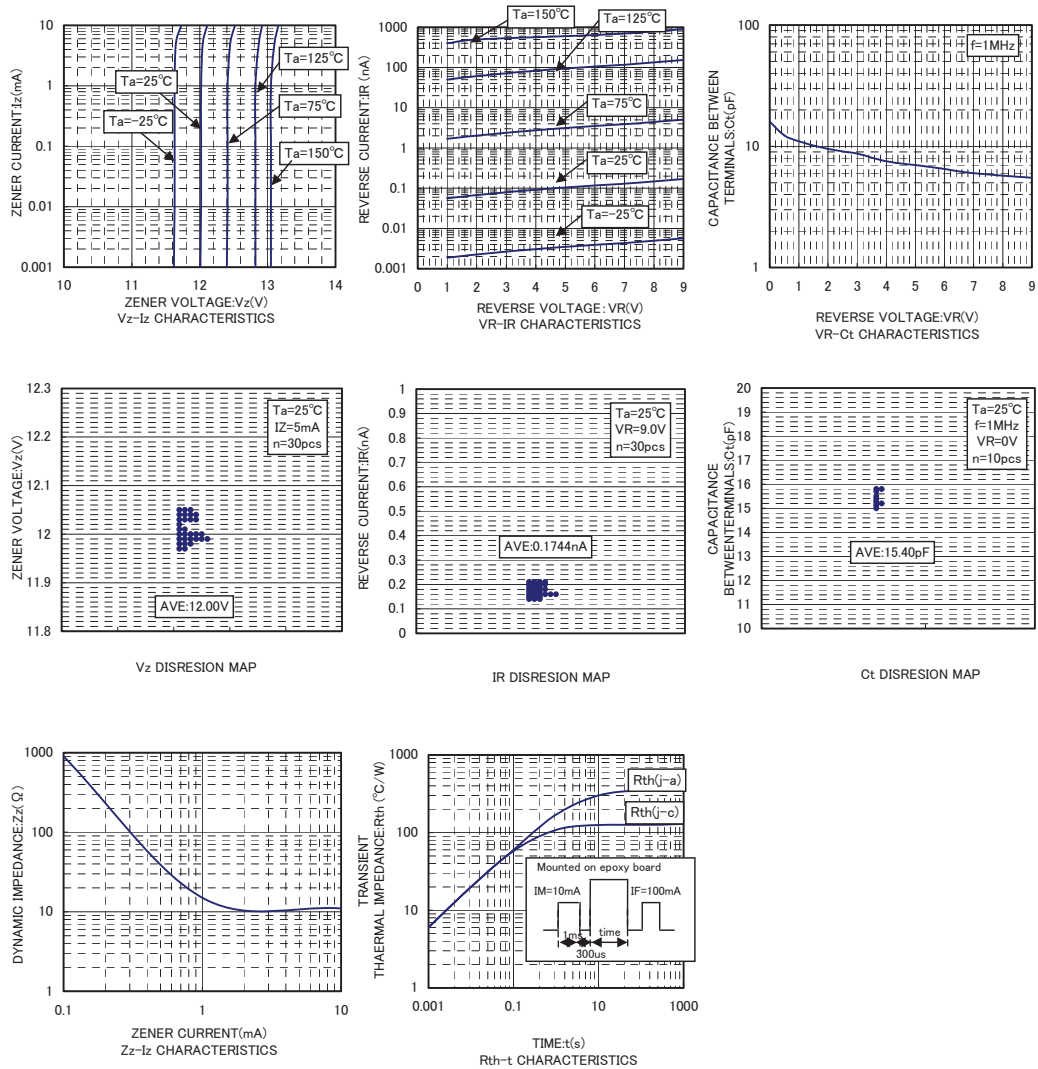 ZENER CURRENT:Iz(mA)
10
1
0.1
0.01
0.001
Ta=25°C
Ta=−25°C
Ta=125°C
Ta=75°C
Ta=150°C
10 11 12 13 14
ZENER VOLTAGE:Vz(V)
Vz-Iz CHARACTERISTICS
REVERSE CURRENT:IR (nA)
1000
100
10
1
0.1
0.01
0.001
Ta=150°C
Ta=125°C
Ta=75°C
Ta=25°C
Ta=−25°C
0 1 2 3 4 5 6 7 8 9
REVERSE VOLTAGE: VR(V)
VR-IR CHARACTERISTICS
CAPACITANCE BETWEEN
TERMINALS:Ct(pF)
100
10
1
f=1MHz
0 1 2 3 4 5 6 7 8 9
REVERSE VOLTAGE:VR(V)
VR-Ct CHARACTERISTICS
ZENER VOLTAGE:Vz(V)
12.3
12.2
12.1
12
11.9
11.8
Ta=25°C
IZ=5mA
n=30pcs
AVE:12.00V
Vz DISRESION MAP
REVERSE CURRENT:IR(nA)
1
0.9
0.8
0.7
0.6
0.5
0.4
0.3
0.2
0.1
0
Ta=25°C
VR=9.0V
n=30pcs
AVE:0.1744nA
IR DISRESION MAP
CAPACITANCE
BETWEENTERMINALS:Ct(pF)
20
19
18
17
16
15
14
13
12
11
10
Ta=25°C
f=1MHz
VR=0V
n=10pcs
AVE:15.40pF
Ct DISRESION MAP
DYNAMIC IMPEDANCE:Zz(Ω)
1000
100
10
1
0.1 1 10
ZENER CURRENT(mA)
Zz-Iz CHARACTERISTICS
TRANSIENT
THAERMAL IMPEDANCE:Rth (°C/W)
1000
100
10
1
Rth(j-a)
Rth(j-c)
Mounted on epoxy board
IM=10mA
IF=100mA
1ms
time
300us
0.001 0.1 10 1000
TIME:t(s)
Rth-t CHARACTERISTICS